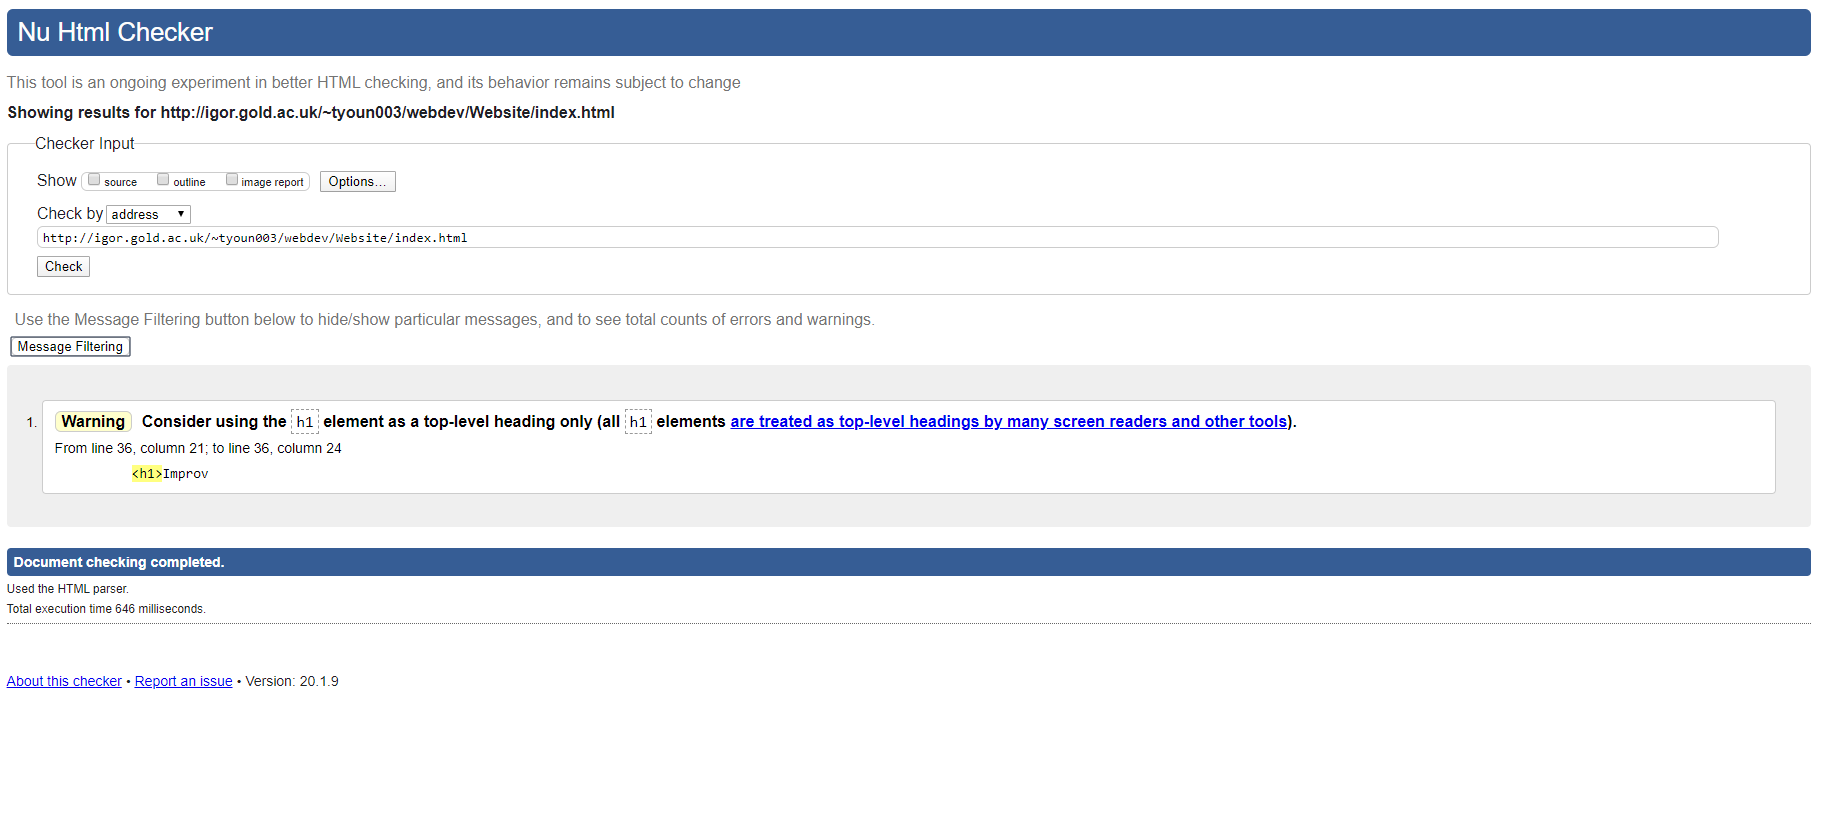 Nu Html Checker
This tool is an ongoing experiment in better HTML checking, and its behavior remains subject to change
Showing results for http://igor.gold.ac.uk/~tyoun003/webdev/Website/index.html
Checker Input
Show source outline image report Options...
Check by address
http://igor.gold.ac.uk/~tyoun003/webdev/Website/index.html
Check
Use the Message Filtering button below to hide/show particular messages, and to see total counts of errors and warnings.
Message Filtering
1. Warning Consider using the h1 element as a top-level heading only (all h1 elements are treated as top-level headings by many screen readers and other tools).
From line 36, column 21; to line 36, column 24
<h1>Improv
Document checking completed.
Used the HTML parser.
Total execution time 646 milliseconds.
About this checker • Report an issue • Version: 20.1.9